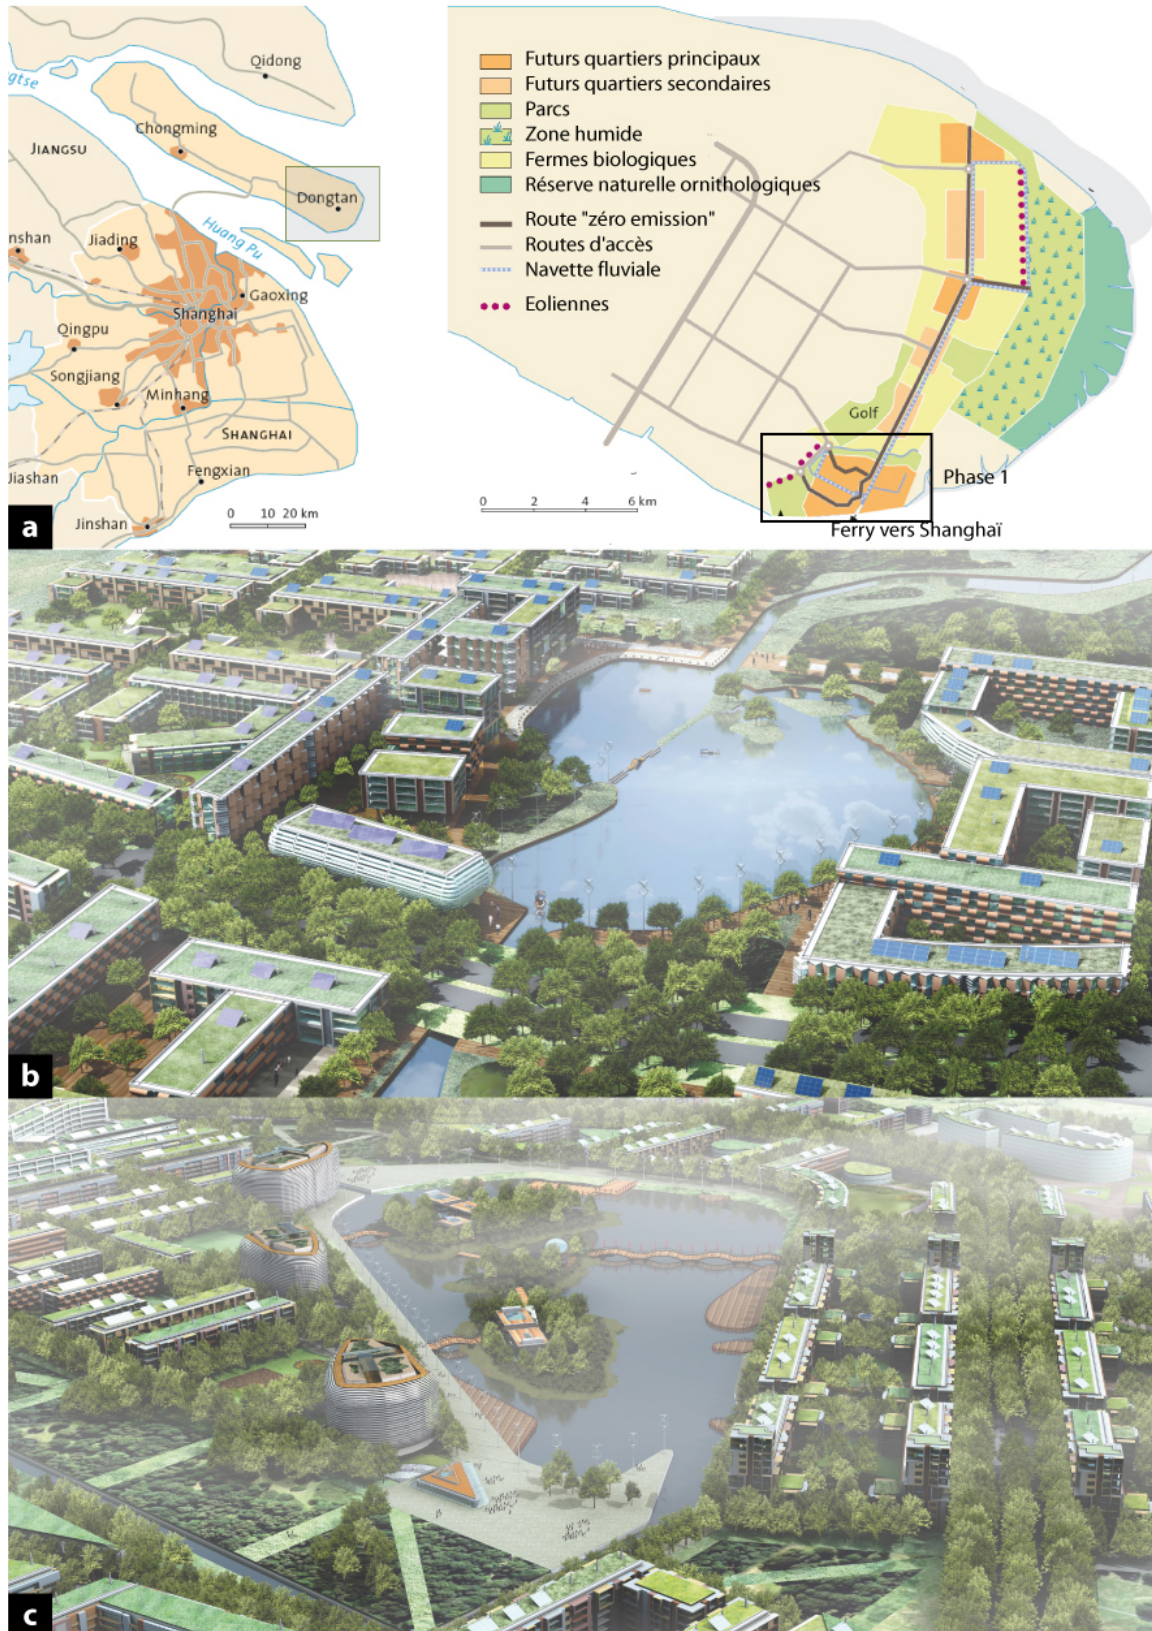 Qidong
gtse
Chongming
JIANGSU
Dongtan
Huang Pu
nshan
Jiading
Gaoxing
Shanghai
Qingpu
Songjiang
Minhang
SHANGHAI
Jiashan
Fengxian
Jinshan
0 10 20 km
a
Futurs quartiers principaux
Futurs quartiers secondaires
Parcs
Zone humide
Fermes biologiques
Réserve naturelle ornithologiques
Route "zéro emission"
Routes d'accès
Navette fluviale
Eoliennes
Golf
Phase 1
0 2 4 6 km
Ferry vers Shanghaï
b
c